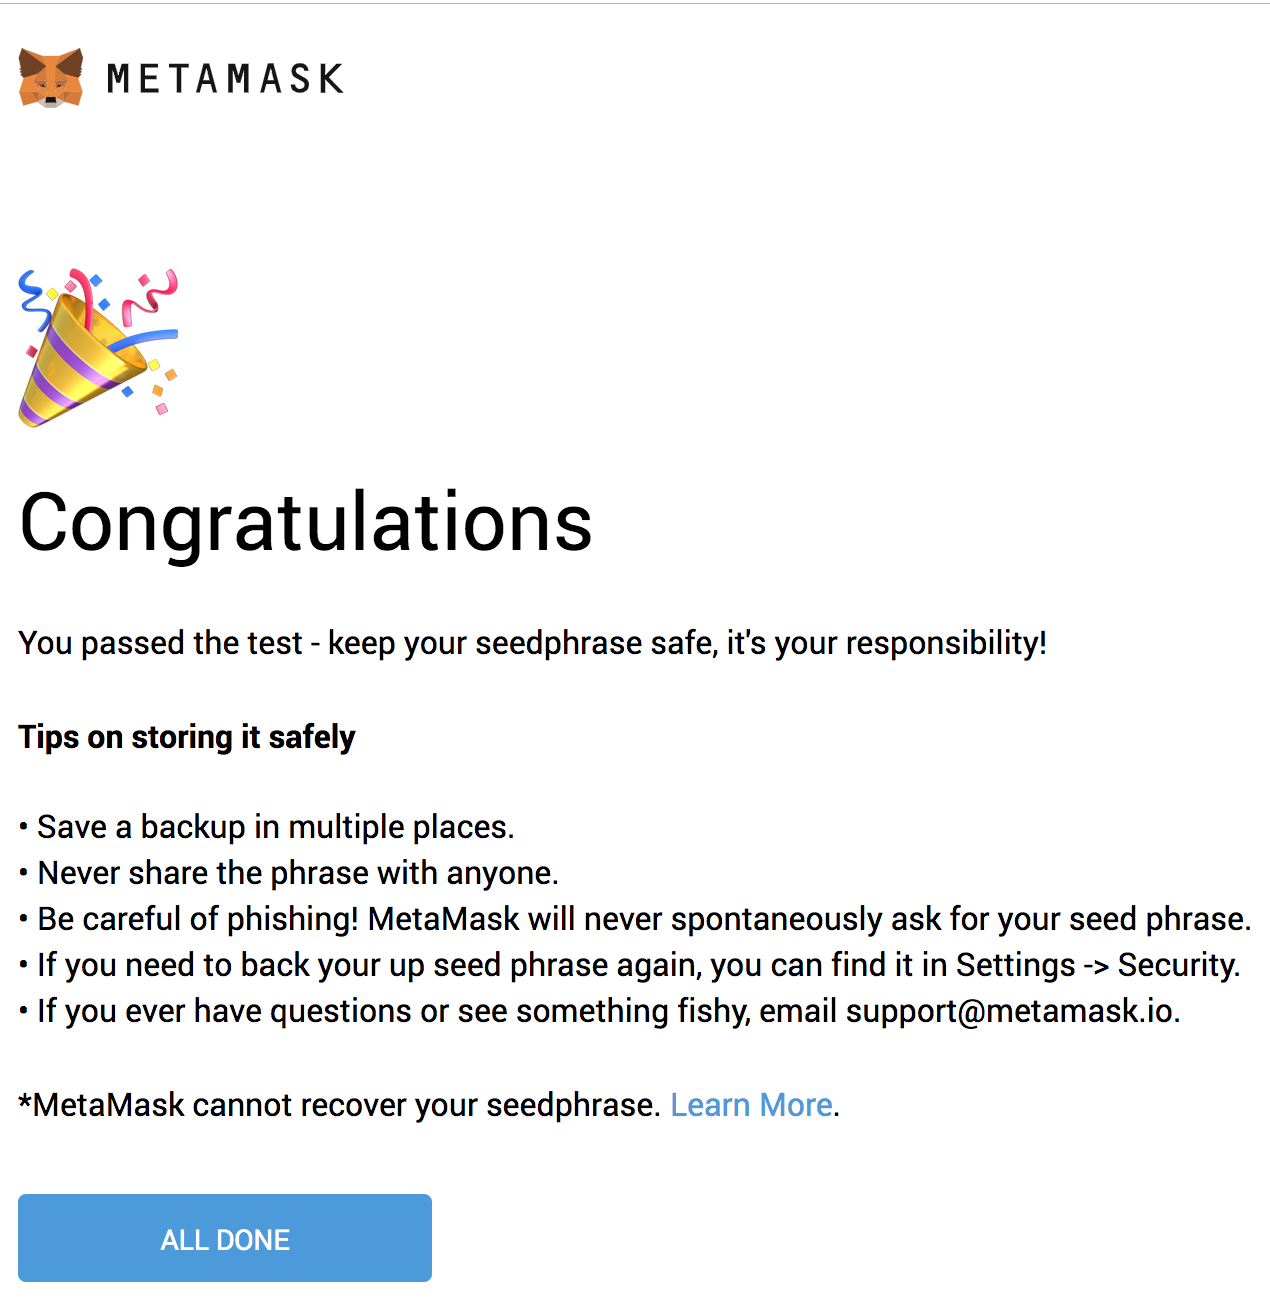 METAMASK
Congratulations
You passed the test - keep your seedphrase safe, it's your responsibility!
Tips on storing it safely
• Save a backup in multiple places.
• Never share the phrase with anyone.
• Be careful of phishing! MetaMask will never spontaneously ask for your seed phrase.
• If you need to back your up seed phrase again, you can find it in Settings -> Security.
• If you ever have questions or see something fishy, email support@metamask.io.
*MetaMask cannot recover your seedphrase. Learn More.
ALL DONE